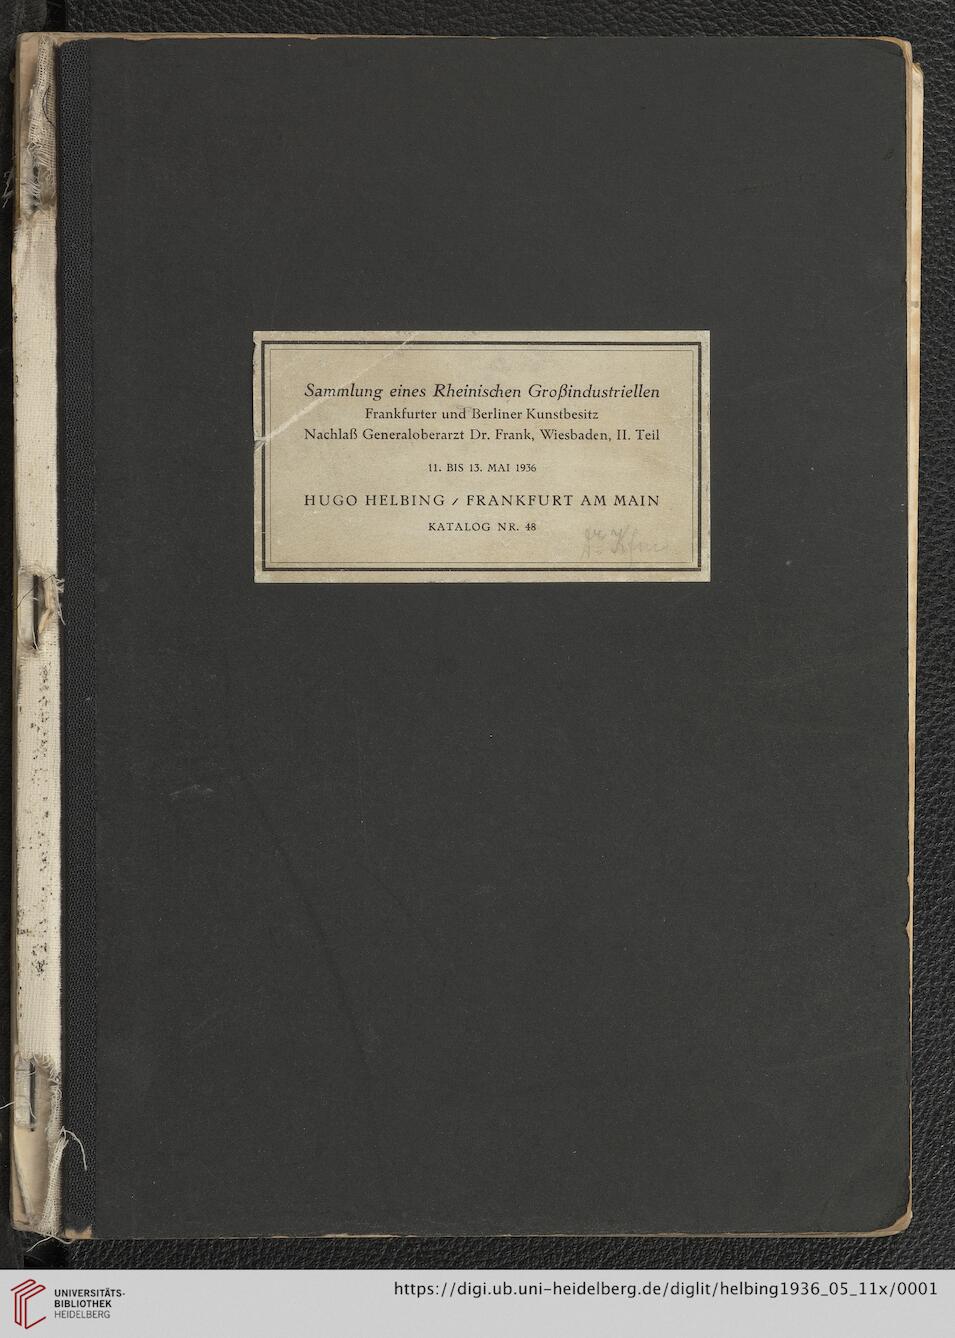 Sammlung eines Rheinischen Großindustriellen
Frankfurter und Berliner Kunstbesitz
Nachlaß Generaloberarzt Dr. Frank, Wiesbaden, II. Teil
11. BIS 13. MAI 1936
HUGO HELBING / FRANKFURT AM MAIN
KATALOG NR. 48
UNIVERSITÄTS-
BIBLIOTHEK
HEIDELBERG
https://digi.ub.uni-heidelberg.de/diglit/helbing1936_05_11x/0001